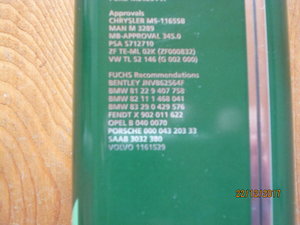 Approvals
CHRYSLER MS-11655B
MAN M 3289
MB-APPROVAL 345.0
PSA S712710
ZF TE-ML 02K (ZF000832)
VW TL 52 146 (G 002 000)
FUCHS Recommendations
BENTLEY JNV862564F
BMW 81 22 9 407 758
BMW 82 11 1 468 041
BMW 83 29 0 429 576
FENDT X 902 011 622
OPEL B 040 0070
PORSCHE 000 043 203 33
SAAB 3032 380
VOLVO 1161529
22/12/2017